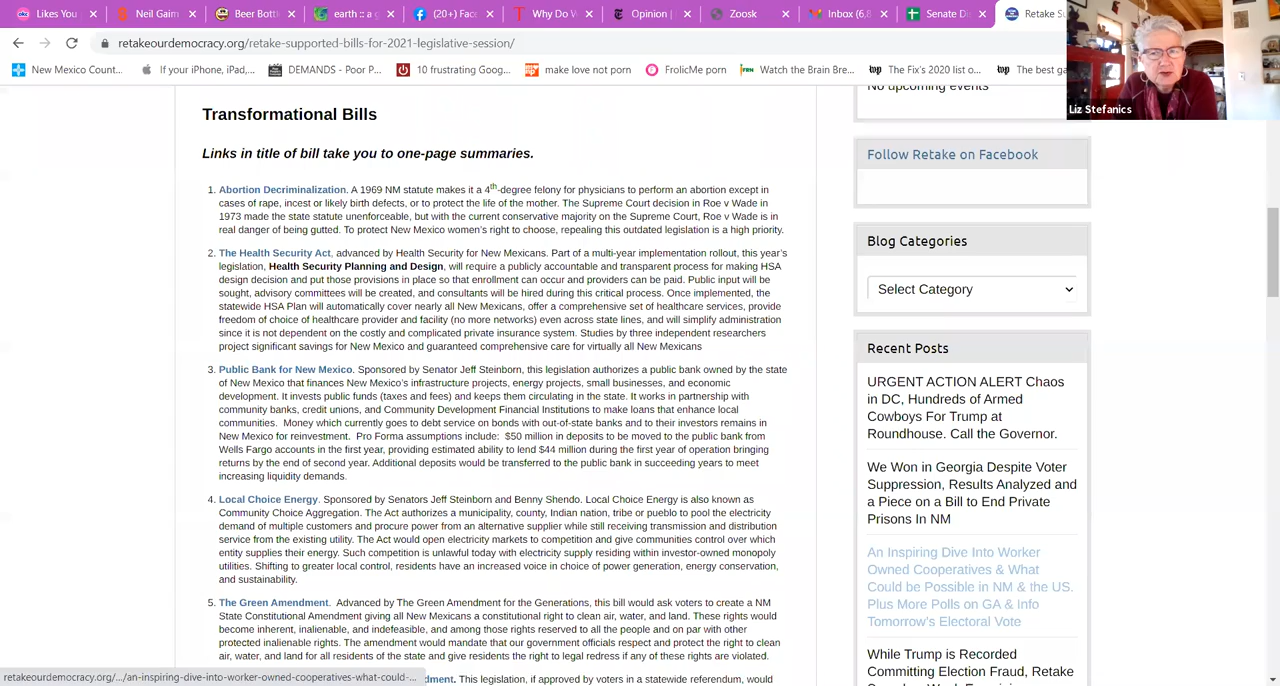 Likes You
Neil Gaim
Beer Bott
earth :: a g
(20+) Face
Why Do W
Opinion |
Zoosk
Inbox (6,8
Senate Dis
Retake Su
retakeourdemocracy.org/retake-supported-bills-for-2021-legislative-session/
New Mexico Count...
If your iPhone, iPad,...
DEMANDS - Poor P...
10 frustrating Goog...
make love not porn
FrolicMe porn
Watch the Brain Bre...
The Fix's 2020 list o...
The best ga
Liz Stefanics
Transformational Bills
Links in title of bill take you to one-page summaries.
1. Abortion Decriminalization. A 1969 NM statute makes it a 4th-degree felony for physicians to perform an abortion except in
cases of rape, incest or likely birth defects, or to protect the life of the mother. The Supreme Court decision in Roe v Wade in
1973 made the state statute unenforceable, but with the current conservative majority on the Supreme Court, Roe v Wade is in
real danger of being gutted. To protect New Mexico women's right to choose, repealing this outdated legislation is a high priority.
2. The Health Security Act, advanced by Health Security for New Mexicans. Part of a multi-year implementation rollout, this year's
legislation, Health Security Planning and Design, will require a publicly accountable and transparent process for making HSA
design decision and put those provisions in place so that enrollment can occur and providers can be paid. Public input will be
sought, advisory committees will be created, and consultants will be hired during this critical process. Once implemented, the
statewide HSA Plan will automatically cover nearly all New Mexicans, offer a comprehensive set of healthcare services, provide
freedom of choice of healthcare provider and facility (no more networks) even across state lines, and will simplify administration
since it is not dependent on the costly and complicated private insurance system. Studies by three independent researchers
project significant savings for New Mexico and guaranteed comprehensive care for virtually all New Mexicans
3. Public Bank for New Mexico. Sponsored by Senator Jeff Steinborn, this legislation authorizes a public bank owned by the state
of New Mexico that finances New Mexico's infrastructure projects, energy projects, small businesses, and economic
development. It invests public funds (taxes and fees) and keeps them circulating in the state. It works in partnership with
community banks, credit unions, and Community Development Financial Institutions to make loans that enhance local
communities. Money which currently goes to debt service on bonds with out-of-state banks and to their investors remains in
New Mexico for reinvestment. Pro Forma assumptions include: $50 million in deposits to be moved to the public bank from
Wells Fargo accounts in the first year, providing estimated ability to lend $44 million during the first year of operation bringing
returns by the end of second year. Additional deposits would be transferred to the public bank in succeeding years to meet
increasing liquidity demands.
4. Local Choice Energy. Sponsored by Senators Jeff Steinborn and Benny Shendo. Local Choice Energy is also known as
Community Choice Aggregation. The Act authorizes a municipality, county, Indian nation, tribe or pueblo to pool the electricity
demand of multiple customers and procure power from an alternative supplier while still receiving transmission and distribution
service from the existing utility. The Act would open electricity markets to competition and give communities control over which
entity supplies their energy. Such competition is unlawful today with electricity supply residing within investor-owned monopoly
utilities. Shifting to greater local control, residents have an increased voice in choice of power generation, energy conservation,
and sustainability.
5. The Green Amendment. Advanced by The Green Amendment for the Generations, this bill would ask voters to create a NM
State Constitutional Amendment giving all New Mexicans a constitutional right to clean air, water, and land. These rights would
become inherent, inalienable, and indefeasible, and among those rights reserved to all the people and on par with other
protected inalienable rights. The amendment would mandate that our government officials respect and protect the right to clean
air, water, and land for all residents of the state and give residents the right to legal redress if any of these rights are violated.
dment. This legislation, if approved by voters in a statewide referendum, would
retakeourdemocracy.org/.../an-inspiring-dive-into-worker-owned-cooperatives-what-could-...
No upcoming events
Follow Retake on Facebook
Blog Categories
Select Category
Recent Posts
URGENT ACTION ALERT Chaos
in DC, Hundreds of Armed
Cowboys For Trump at
Roundhouse. Call the Governor.
We Won in Georgia Despite Voter
Suppression, Results Analyzed and
a Piece on a Bill to End Private
Prisons In NM
An Inspiring Dive Into Worker
Owned Cooperatives & What
Could be Possible in NM & the US.
Plus More Polls on GA & Info
Tomorrow's Electoral Vote
While Trump is Recorded
Committing Election Fraud, Retake